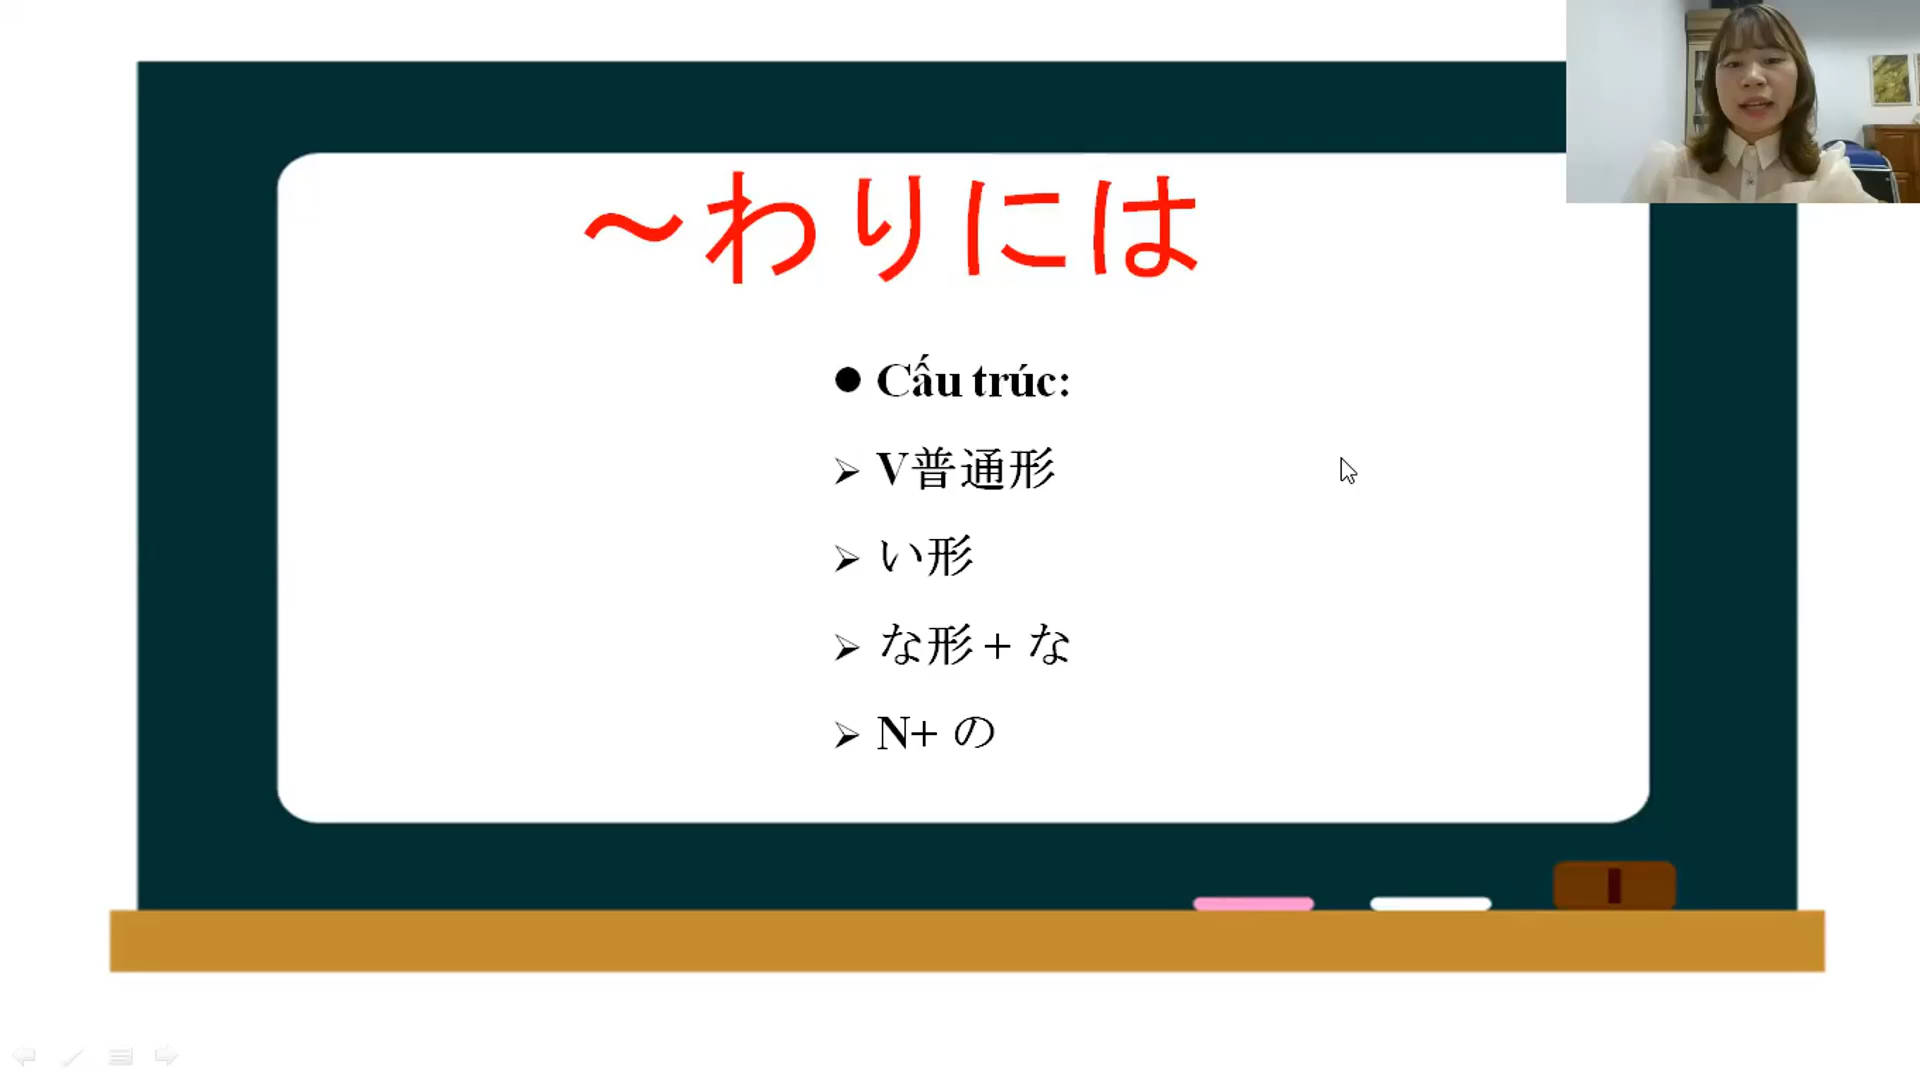 ～わりには
Cấu trúc:
V普通形
い形
な形 + な
N+ の